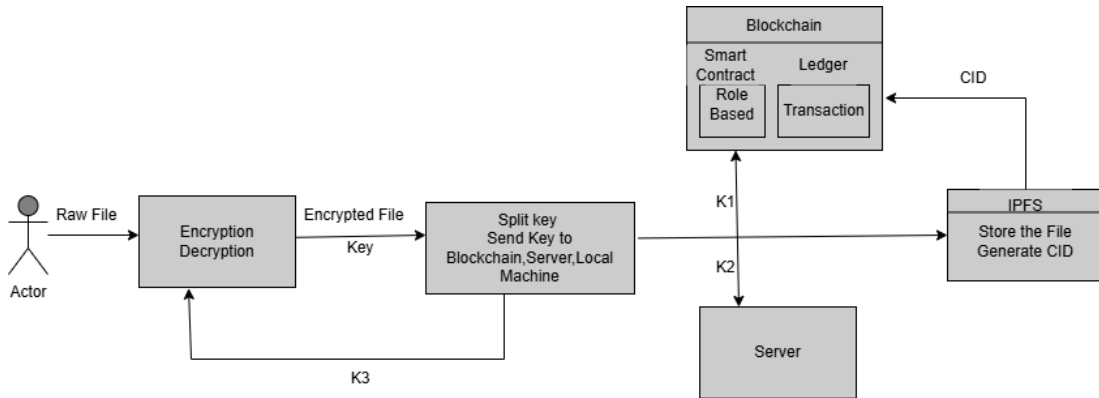 Blockchain
Smart
Contract
Ledger
Role
Based
Transaction
CID
K1
Raw File
Encrypted File
Encryption
Decryption
Key
Split key
Send Key to
Blockchain,Server,Local
Machine
IPFS
Store the File
Generate CID
K2
Actor
Server
K3